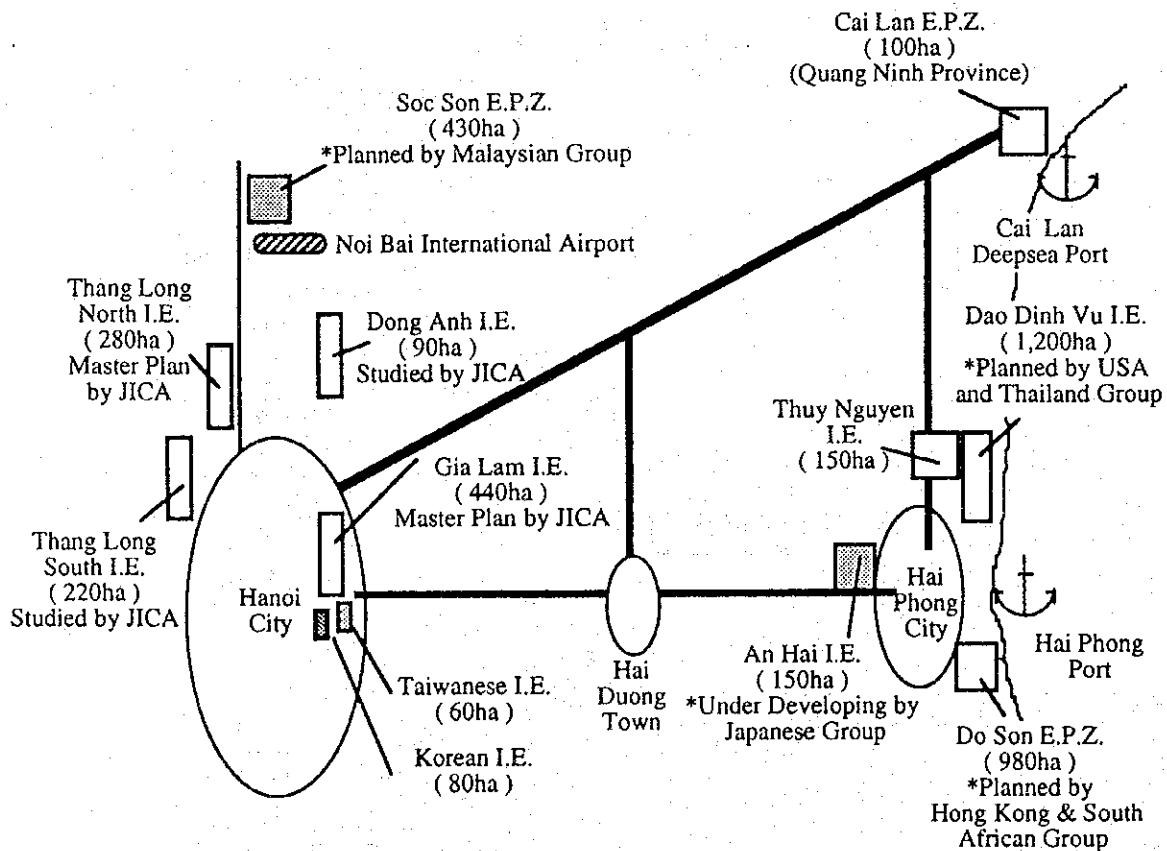 Cai Lan E.P.Z.
( 100ha )
(Quang Ninh Province)
Soc Son E.P.Z.
( 430ha )
*Planned by Malaysian Group
Noi Bai International Airport
Cai Lan
Deepsea Port
Thang Long
North I.E.
( 280ha )
Master Plan
by JICA
Dong Anh I.E.
( 90ha )
Studied by JICA
Dao Dinh Vu I.E.
( 1,200ha )
*Planned by USA
and Thailand Group
Thuy Nguyen
I.E.
( 150ha )
Gia Lam I.E.
( 440ha )
Master Plan by JICA
Thang Long
South I.E.
( 220ha )
Studied by JICA
Hanoi
City
Hai
Phong
City
Hai
Duong
Town
An Hai I.E.
( 150ha )
*Under Developing by
Japanese Group
Hai Phong
Port
Taiwanese I.E.
( 60ha )
Korean I.E.
( 80ha )
Do Son E.P.Z.
( 980ha )
*Planned by
Hong Kong & South
African Group